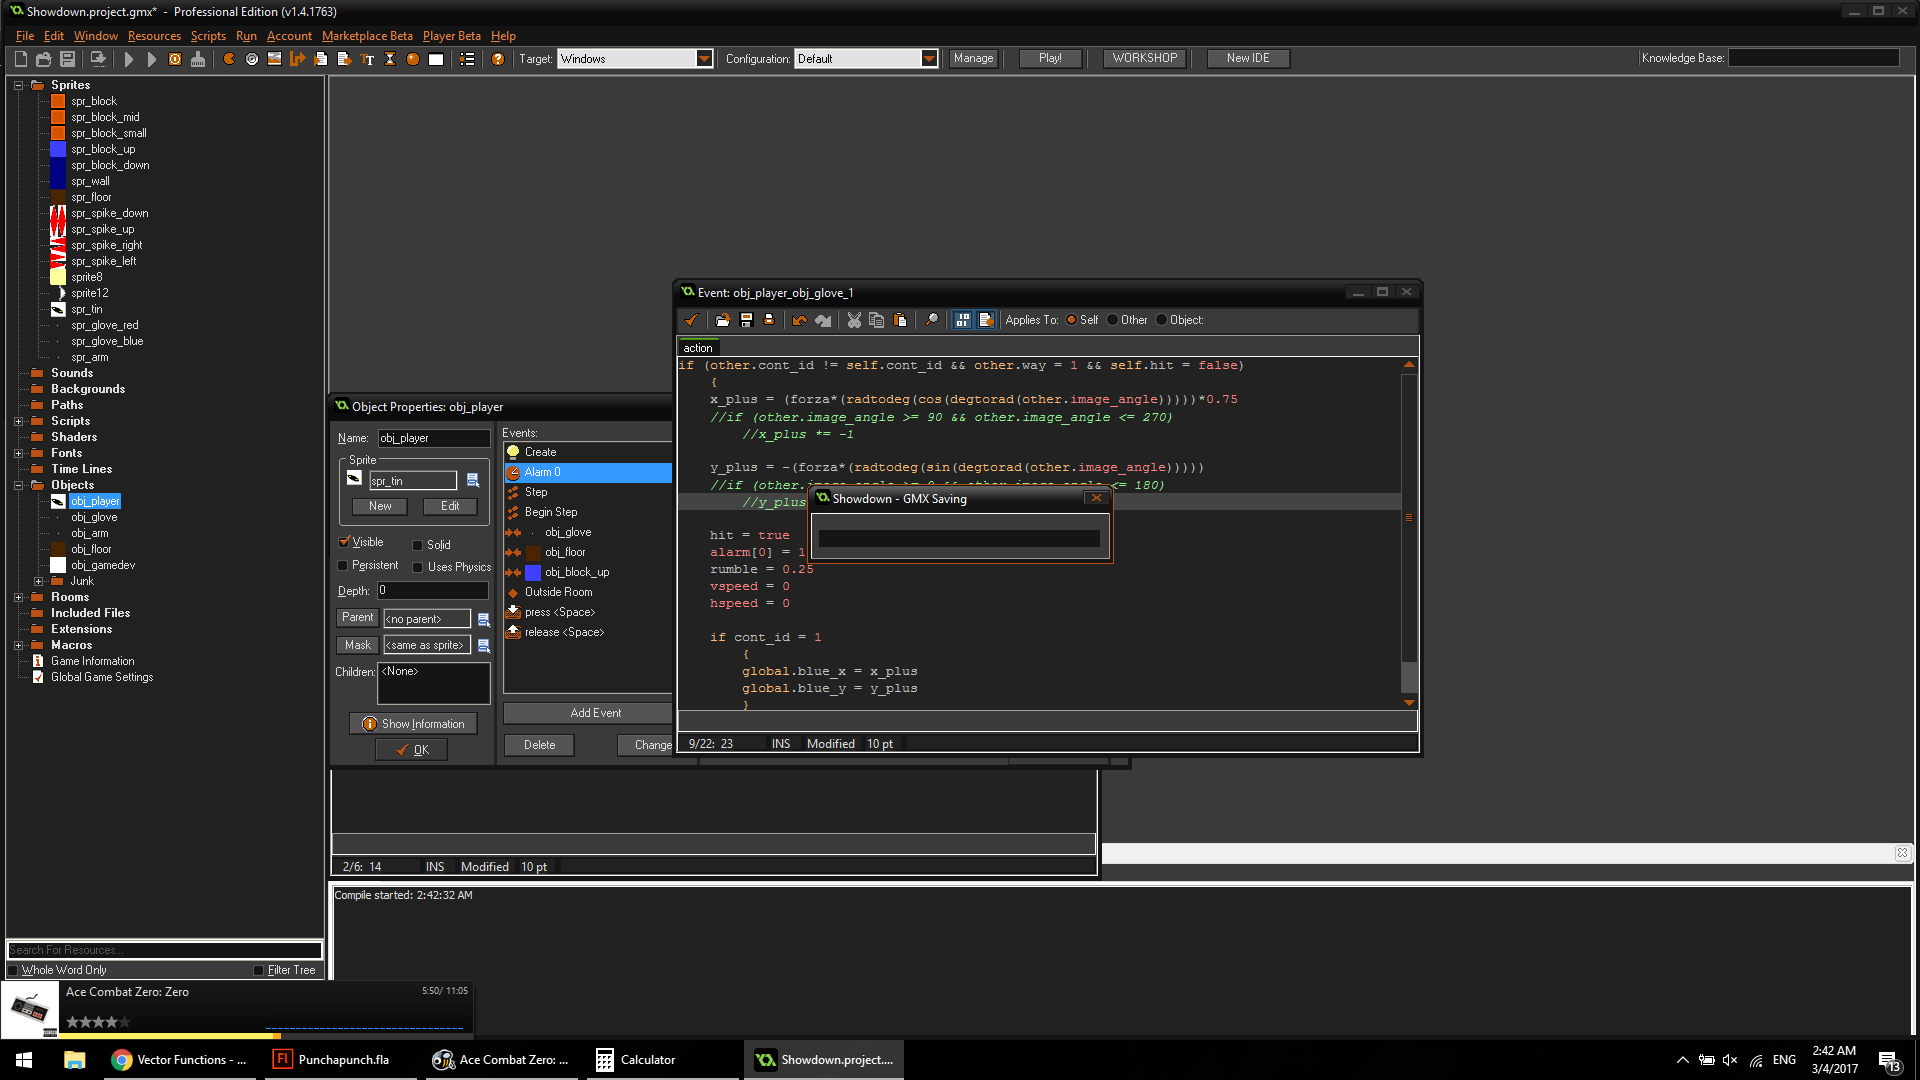 Showdown.project.gmx* - Professional Edition (v1.4.1763)
File Edit Window Resources Scripts Run Account Marketplace Beta Player Beta Help
Target: Windows Configuration: Default Manage Play! WORKSHOP New IDE Knowledge Base:
Sprites
spr_block
spr_block_mid
spr_block_small
spr_block_up
spr_block_down
spr_wall
spr_floor
spr_spike_down
spr_spike_up
spr_spike_right
spr_spike_left
sprite8
sprite12
spr_tin
spr_glove_red
spr_glove_blue
spr_arm
Sounds
Backgrounds
Paths
Scripts
Shaders
Fonts
Time Lines
Objects
obj_player
obj_glove
obj_arm
obj_floor
obj_gamedev
Junk
Rooms
Included Files
Extensions
Macros
Game Information
Global Game Settings
Search For Resources...
Whole Word Only Filter Tree
Object Properties: obj_player
Name: obj_player
Sprite
spr_tin
New Edit
Visible Solid
Persistent Uses Physics
Depth: 0
Parent <no parent>
Mask <same as sprite>
Children: <None>
Show Information
OK
Events:
Create
Alarm 0
Step
Begin Step
obj_glove
obj_floor
obj_block_up
Outside Room
press <Space>
release <Space>
Add Event
Delete Change
Event: obj_player_obj_glove_1
Applies To: Self Other Object:
action
if (other.cont_id != self.cont_id && other.way = 1 && self.hit = false)
{
x_plus = (forza*(radtodeg(cos(degtorad(other.image_angle)))))*0.75
//if (other.image_angle >= 90 && other.image_angle <= 270)
//x_plus *= -1
y_plus = -(forza*(radtodeg(sin(degtorad(other.image_angle)))))
//if (other.image_angle >= 0 && other.image_angle <= 180)
//y_plus
hit = true
alarm[0] = 1
rumble = 0.25
vspeed = 0
hspeed = 0
if cont_id = 1
{
global.blue_x = x_plus
global.blue_y = y_plus
}
9/22: 23 INS Modified 10 pt
Showdown - GMX Saving
2/6: 14 INS Modified 10 pt
Compile started: 2:42:32 AM
Ace Combat Zero: Zero 5:50/ 11:05
Vector Functions - ... Punchapunch.fla Ace Combat Zero: ... Calculator Showdown.project....
ENG 2:42 AM
3/4/2017
13